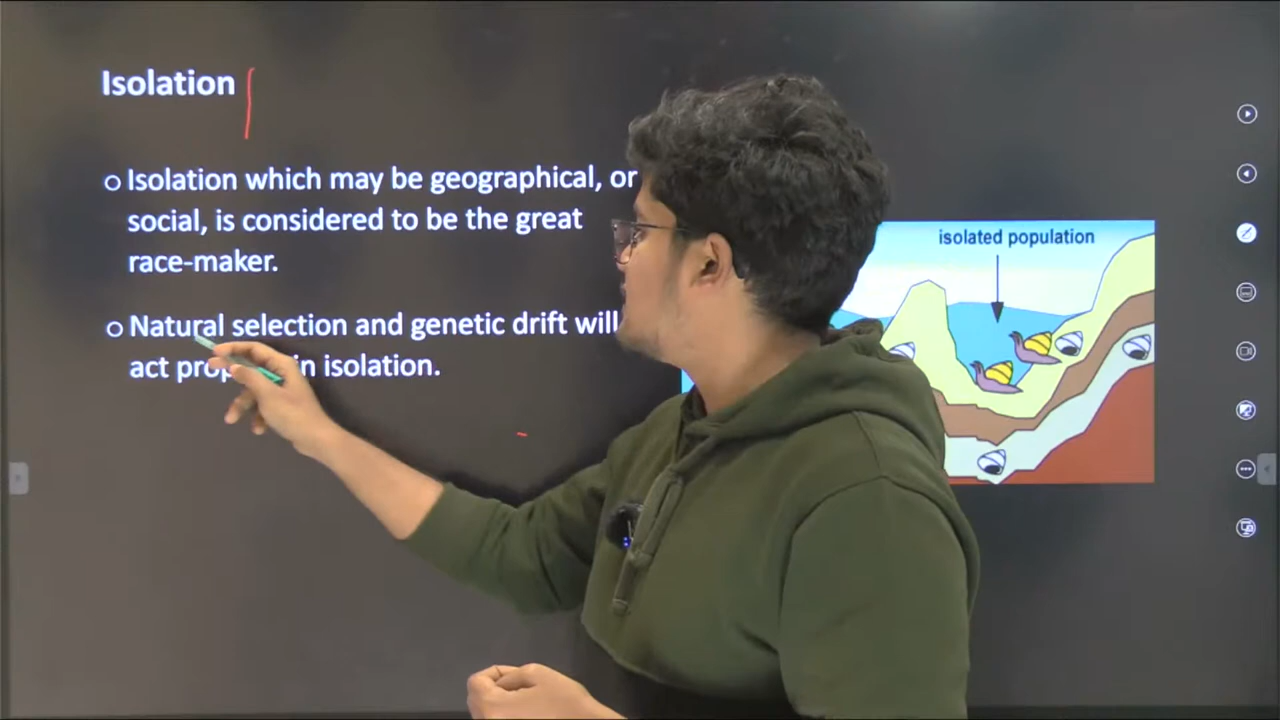 Isolation
Isolation which may be geographical, or
social, is considered to be the great
race-maker.
Natural selection and genetic drift will
act in isolation.
isolated population